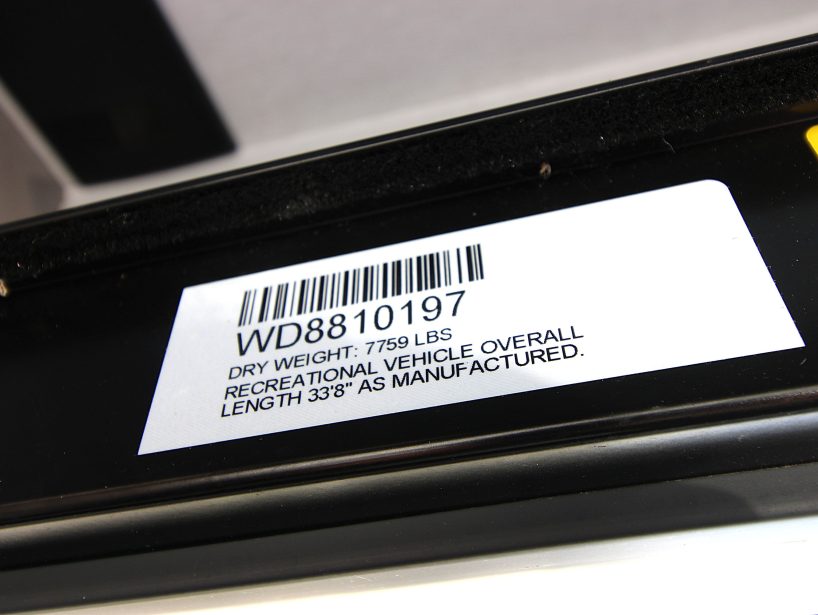 WD8810197
DRY WEIGHT: 7759 LBS
RECREATIONAL VEHICLE OVERALL
LENGTH 33'8" AS MANUFACTURED.